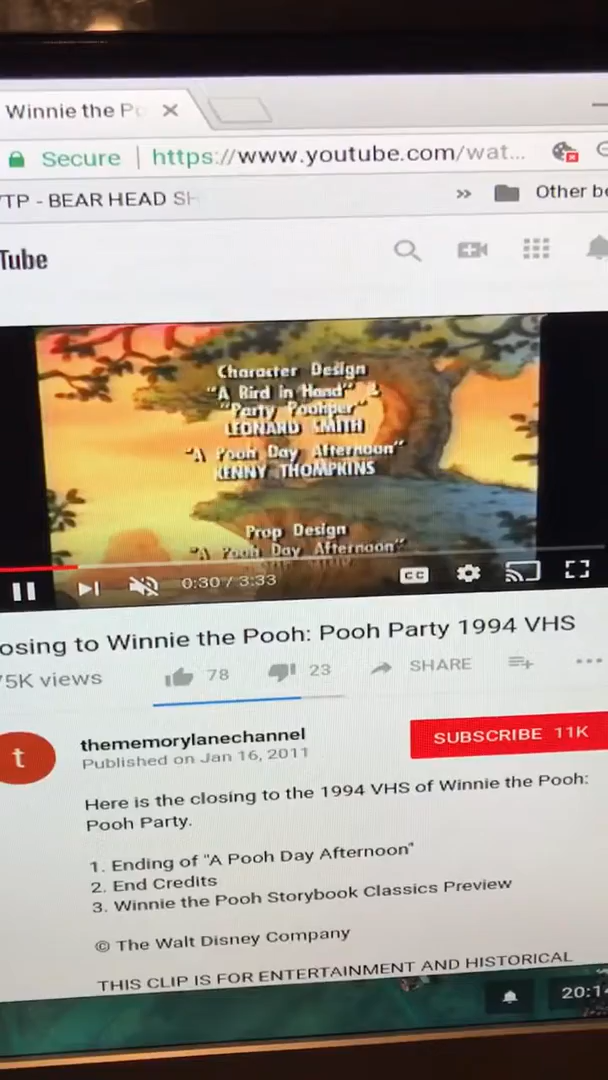 Winnie the Po
Secure | https://www.youtube.com/wat...
TP - BEAR HEAD SH
» Other be
Tube
Character Design
"A Bird in Hand" &
"Party Poohper"
LEONARD SMITH
"A Pooh Day Afternoon"
KENNY THOMPKINS
Prop Design
"A Pooh Day Afternoon"
0:30 / 3:33
CC
osing to Winnie the Pooh: Pooh Party 1994 VHS
75K views
78
23
SHARE
t
thememorylanechannel
SUBSCRIBE 11K
Published on Jan 16, 2011
Here is the closing to the 1994 VHS of Winnie the Pooh:
Pooh Party.
1. Ending of "A Pooh Day Afternoon"
2. End Credits
3. Winnie the Pooh Storybook Classics Preview
© The Walt Disney Company
THIS CLIP IS FOR ENTERTAINMENT AND HISTORICAL
20:1